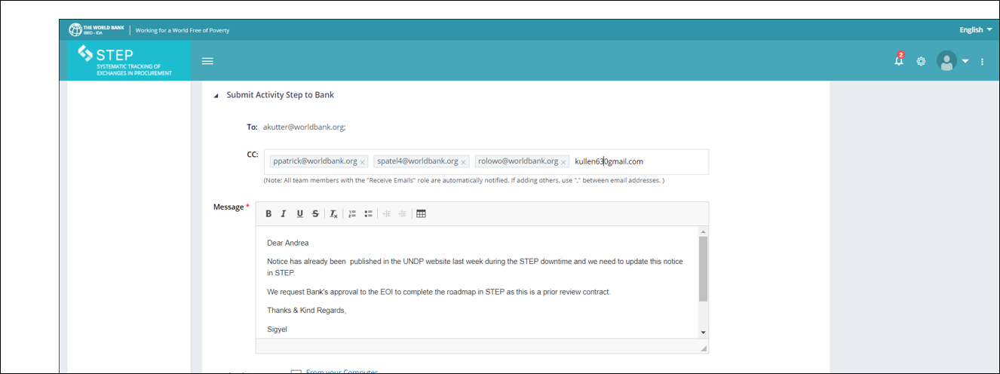 THE WORLD BANK
IBRD - IDA
Working for a World Free of Poverty
English
STEP
SYSTEMATIC TRACKING OF
EXCHANGES IN PROCUREMENT
2
Submit Activity Step to Bank
To: akutter@worldbank.org;
CC: ppatrick@worldbank.org × spatel4@worldbank.org × rolowo@worldbank.org × kullen630gmail.com
(Note: All team members with the "Receive Emails" role are automatically notified. If adding others, use "," between email addresses. )
Message *
B I U S Tx
Dear Andrea
Notice has already been  published in the UNDP website last week during the STEP downtime and we need to update this notice
in STEP.
We request Bank's approval to the EOI to complete the roadmap in STEP as this is a prior review contract.
Thanks & Kind Regards,
Sigyel
From your Computer